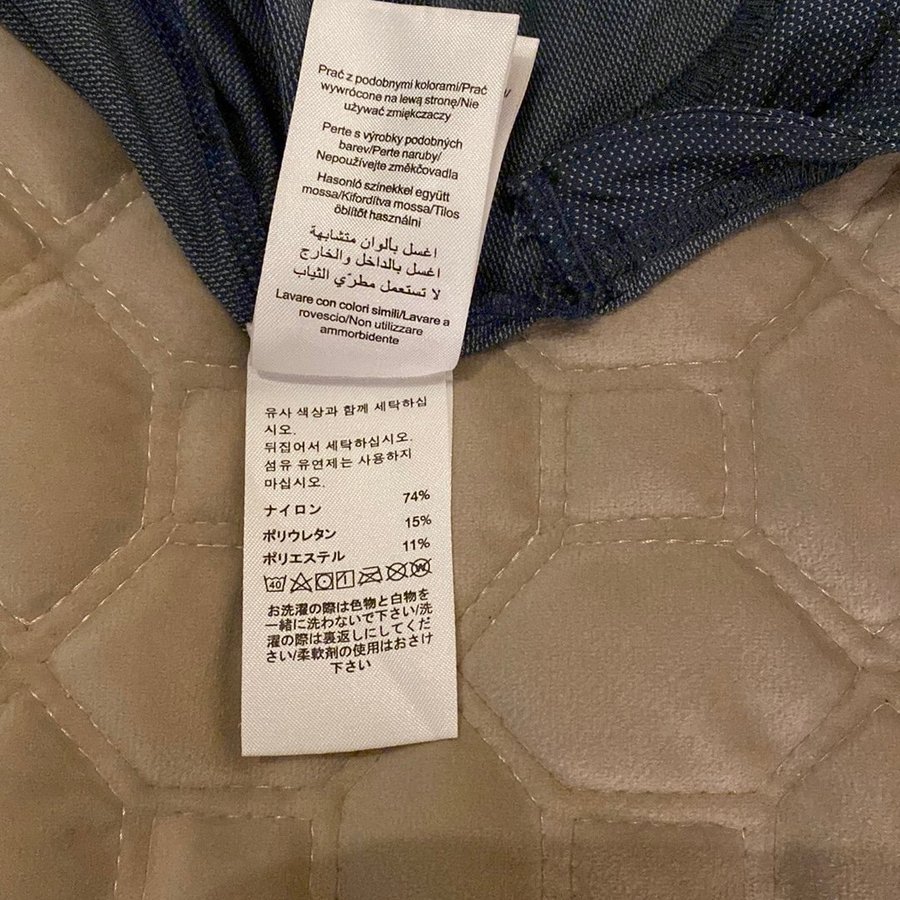 Prać z podobnymi kolorami/Prać
wywrócone na lewą stronę/Nie
używać zmiękczaczy
Perte s výrobky podobných
barev/Perte naruby/
Nepoužívejte změkčovadla
Hasonló színekkel együtt
mossa/Kifordítva mossa/Tilos
öblítőt használni
اغسل بألوان متشابهة
اغسل بالداخل والخارج
لا تستعمل مطرّي الثياب
Lavare con colori simili/Lavare a
rovescio/Non utilizzare
ammorbidente
유사 색상과 함께 세탁하십
시오.
뒤집어서 세탁하십시오.
섬유 유연제는 사용하지
마십시오.
ナイロン 74%
ポリウレタン 15%
ポリエステル 11%
40 W
お洗濯の際は色物と白物を
一緒に洗わないで下さい/洗
濯の際は裏返しにしてくだ
さい/柔軟剤の使用はおさけ
下さい